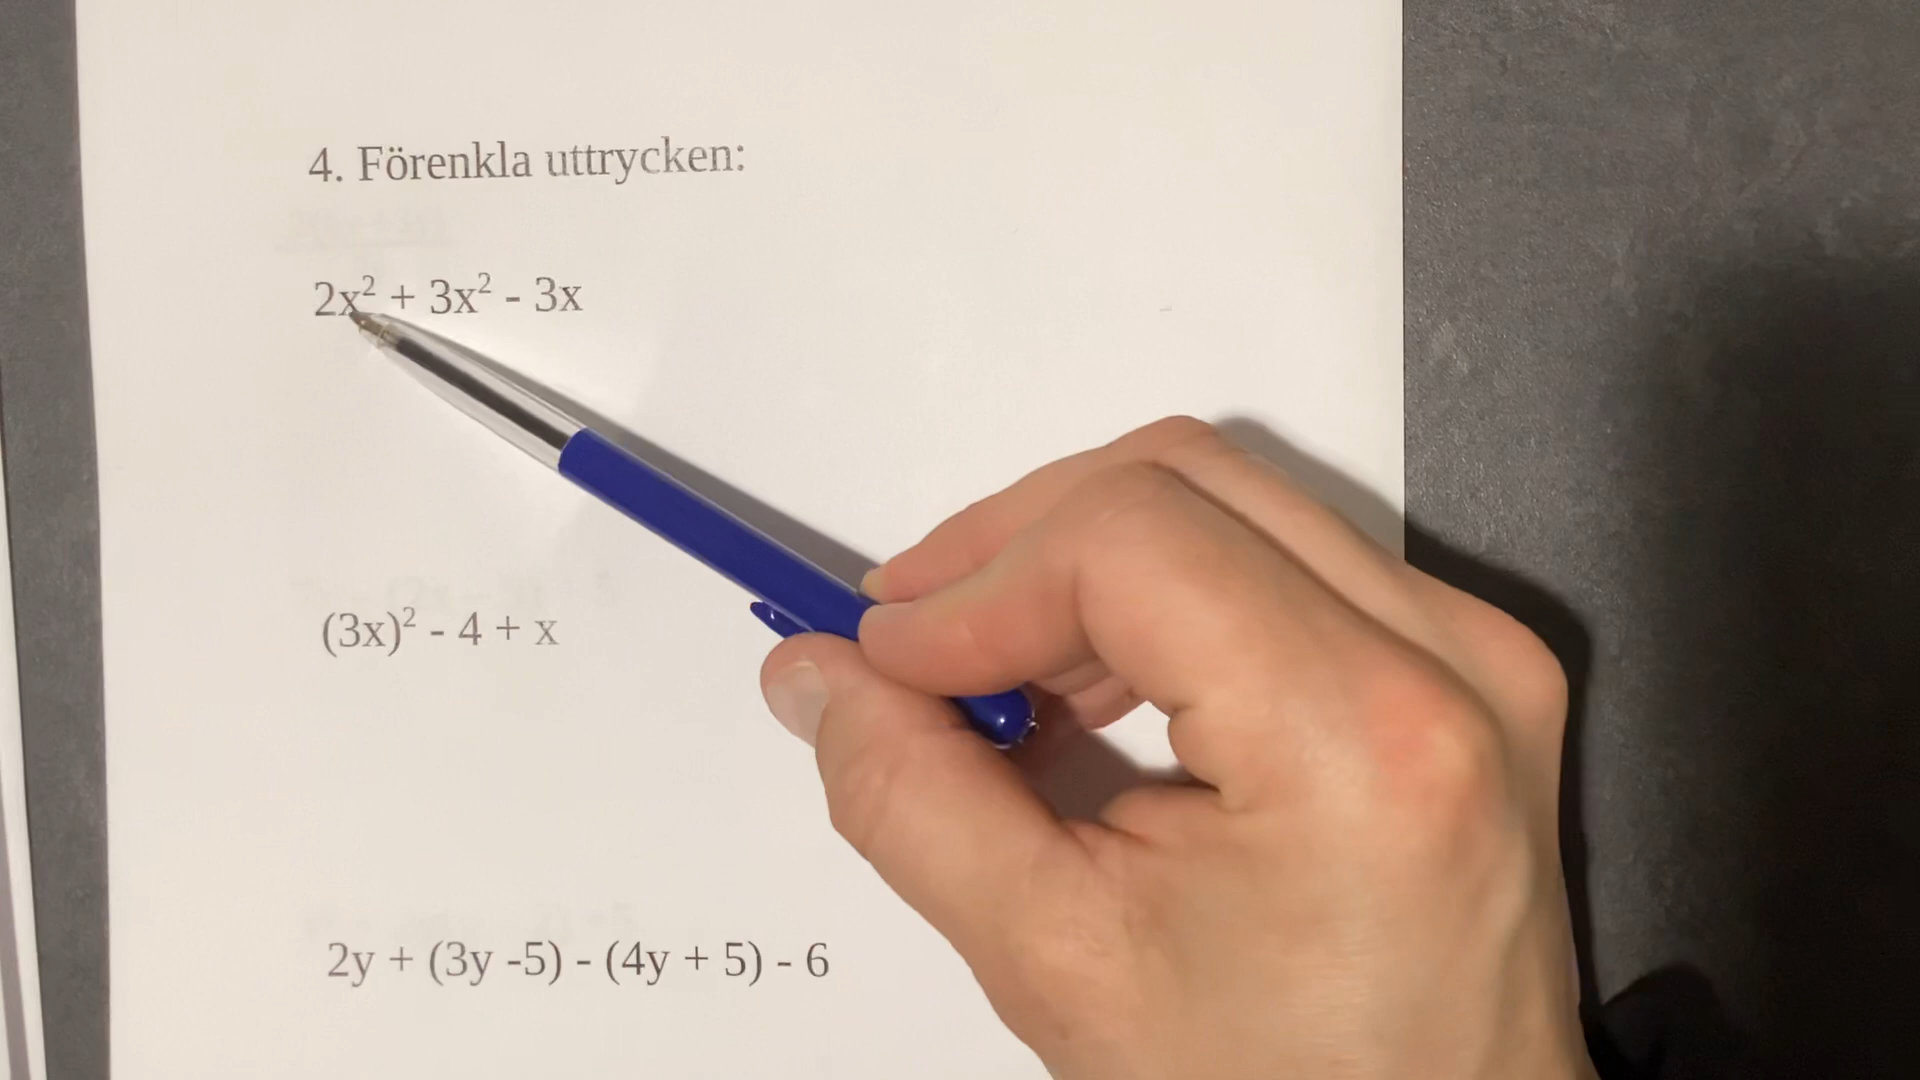 4. Förenkla uttrycken:
2x² + 3x² - 3x
(3x)² - 4 + x
2y + (3y -5) - (4y + 5) - 6